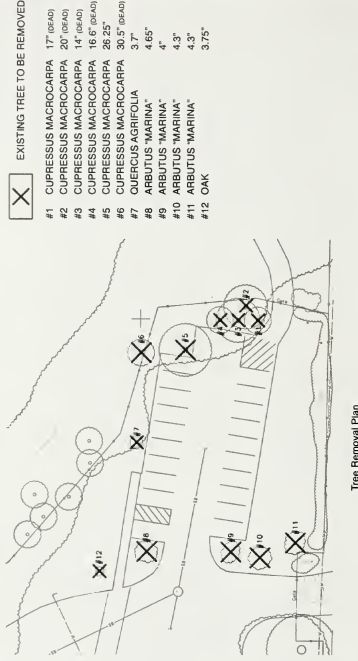 EXISTING TREE TO BE REMOVED
#1 CUPRESSUS MACROCARPA 17" (DEAD)
#2 CUPRESSUS MACROCARPA 20" (DEAD)
#3 CUPRESSUS MACROCARPA 14" (DEAD)
#4 CUPRESSUS MACROCARPA 16.6" (DEAD)
#5 CUPRESSUS MACROCARPA 26.25"
#6 CUPRESSUS MACROCARPA 30.5" (DEAD)
#7 QUERCUS AGRIFOLIA 3.7"
#8 ARBUTUS "MARINA" 4.65"
#9 ARBUTUS "MARINA" 4"
#10 ARBUTUS "MARINA" 4.3"
#11 ARBUTUS "MARINA" 4.3"
#12 OAK 3.75"
#12
#7
#6
#5
#4
#3
#2
#1
#8
#9
#10
#11
Tree Removal Plan